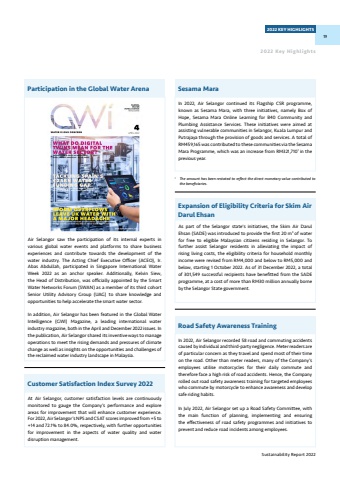 2022 KEY HIGHLIGHTS
19
2022 Key Highlights
Participation in the Global Water Arena
GWi
4
WHAT DO DIGITAL
TWINS MEAN FOR THE
WATER SECTOR?
Air Selangor saw the participation of its internal experts in
various global water events and platforms to share business
experiences and contribute towards the development of the
water industry. The Acting Chief Executive Officer (ACEO), Ir.
Abas Abdullah, participated in Singapore International Water
Week 2022 as an anchor speaker. Additionally, Kelvin Siew,
the Head of Distribution, was officially appointed by the Smart
Water Networks Forum (SWAN) as a member of its third cohort
Senior Utility Advisory Group (UAG) to share knowledge and
opportunities to help accelerate the smart water sector.
In addition, Air Selangor has been featured in the Global Water
Intelligence (GWI) Magazine, a leading international water
industry magazine, both in the April and December 2022 issues. In
the publication, Air Selangor shared its inventive ways to manage
operations to meet the rising demands and pressures of climate
change as well as insights on the opportunities and challenges of
the reclaimed water industry landscape in Malaysia.
Customer Satisfaction Index Survey 2022
At Air Selangor, customer satisfaction levels are continuously
monitored to gauge the Company's performance and explore
areas for improvement that will enhance customer experience.
For 2022, Air Selangor's NPS and CSAT scores improved from +5 to
+14 and 72.1% to 84.0%, respectively, with further opportunities
for improvement in the aspects of water quality and water
disruption management.
Sesama Mara
In 2022, Air Selangor continued its Flagship CSR programme,
known as Sesama Mara, with three initiatives, namely Box of
Hope, Sesama Mara Online Learning for B40 Community and
Plumbing Assistance Services. These initiatives were aimed at
assisting vulnerable communities in Selangor, Kuala Lumpur and
Putrajaya through the provision of goods and services. A total of
RM459,165 was contributed to these communities via the Sesama
Mara Programme, which was an increase from RM321,710* in the
previous year.
* The amount has been restated to reflect the direct monetary value contributed to
the beneficiaries.
Expansion of Eligibility Criteria for Skim Air
Darul Ehsan
As part of the Selangor state's initiatives, the Skim Air Darul
Ehsan (SADE) was introduced to provide the first 20 m³ of water
for free to eligible Malaysian citizens residing in Selangor. To
further assist Selangor residents in alleviating the impact of
rising living costs, the eligibility criteria for household monthly
income were revised from RM4,000 and below to RM5,000 and
below, starting 1 October 2022. As of 31 December 2022, a total
of 301,549 successful recipients have benefitted from the SADE
programme, at a cost of more than RM30 million annually borne
by the Selangor State government.
Road Safety Awareness Training
In 2022, Air Selangor recorded 58 road and commuting accidents
caused by individual and third-party negligence. Meter readers are
of particular concern as they travel and spend most of their time
on the road. Other than meter readers, many of the Company's
employees utilise motorcycles for their daily commute and
therefore face a high risk of road accidents. Hence, the Company
rolled out road safety awareness training for targeted employees
who commute by motorcycle to enhance awareness and develop
safe riding habits.
In July 2022, Air Selangor set up a Road Safety Committee, with
the main function of planning, implementing and ensuring
the effectiveness of road safety programmes and initiatives to
prevent and reduce road incidents among employees.
Sustainability Report 2022